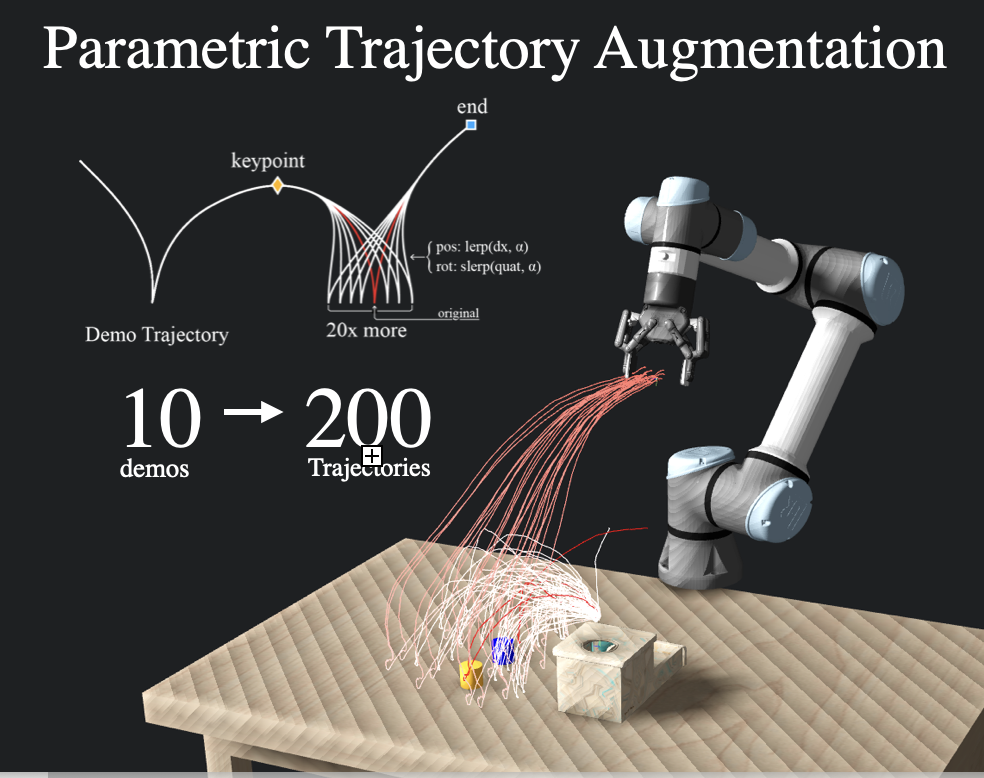 Parametric Trajectory Augmentation
end
keypoint
pos: lerp(dx, α)
rot: slerp(quat, α)
original
Demo Trajectory
20x more
10
200
demos
Trajectories